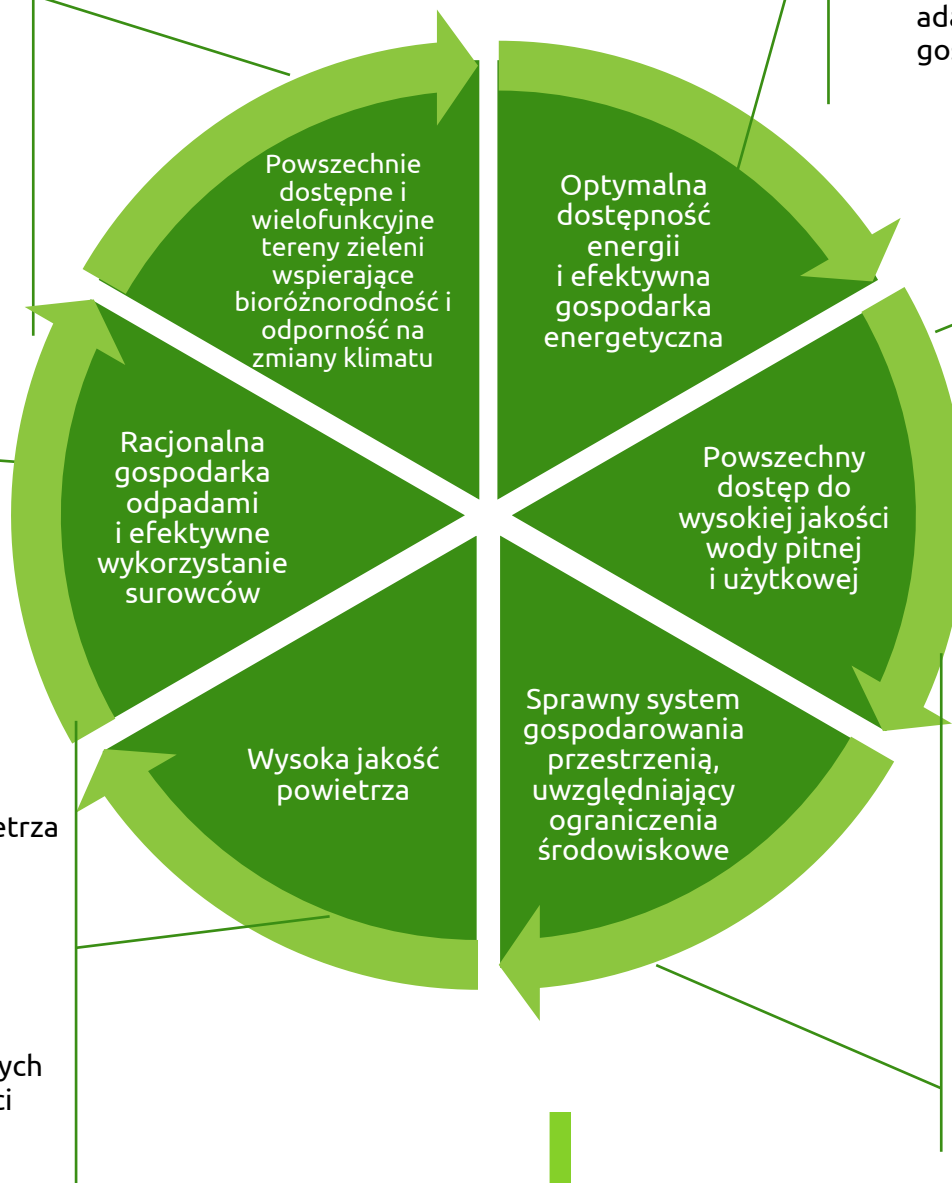 ada
go
Powszechnie
dostępne i
wielofunkcyjne
tereny zieleni
wspierające
bioróżnorodność i
odporność na
zmiany klimatu
Optymalna
dostępność
energii
i efektywna
gospodarka
energetyczna
Racjonalna
gospodarka
odpadami
i efektywne
wykorzystanie
surowców
Powszechny
dostęp do
wysokiej jakości
wody pitnej
i użytkowej
Wysoka jakość
powietrza
Sprawny system
gospodarowania
przestrzenią,
uwzględniający
ograniczenia
środowiskowe
etrza
ych
ci